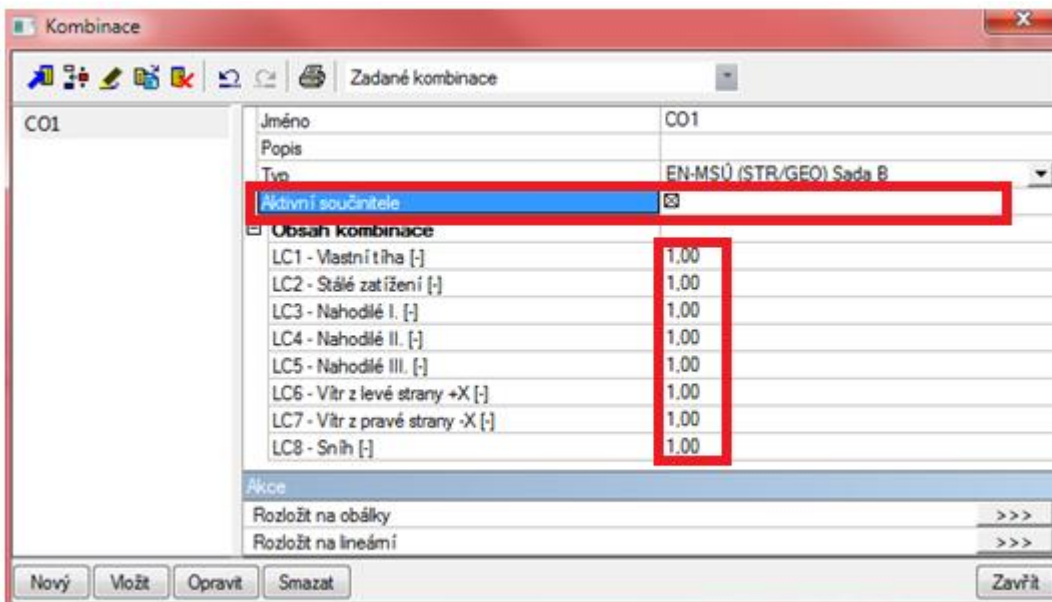 Kombinace
Zadané kombinace
CO1
Jméno CO1
Popis
Typ EN-MSÚ (STR/GEO) Sada B
Aktivní součinitele
Obsah kombinace
LC1 - Vlastní tíha [-] 1,00
LC2 - Stálé zatížení [-] 1,00
LC3 - Nahodilé I. [-] 1,00
LC4 - Nahodilé II. [-] 1,00
LC5 - Nahodilé III. [-] 1,00
LC6 - Vítr z levé strany +X [-] 1,00
LC7 - Vítr z pravé strany -X [-] 1,00
LC8 - Sníh [-] 1,00
Akce
Rozložit na obálky >>>
Rozložit na lineární >>>
Nový Vložit Opravit Smazat Zavřít